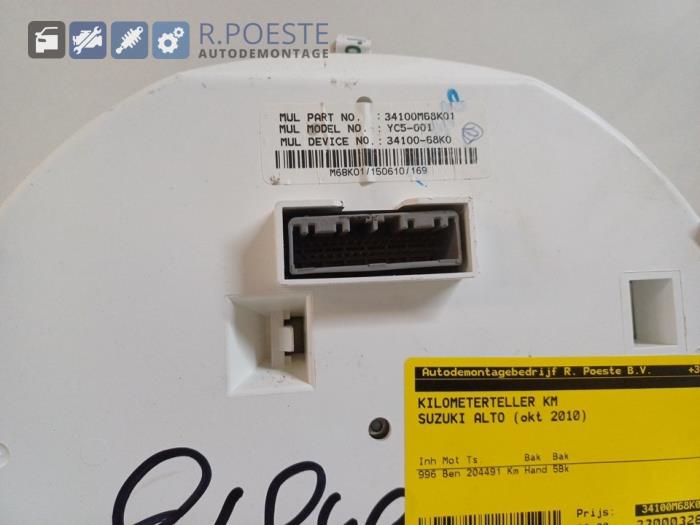 R.POESTE
AUTODEMONTAGE
MUL PART NO. :34100M68K01
MUL MODEL NO.: YC5-001
MUL DEVICE NO.:34100-68K0
M68K01/150610/169
Autodemontagebedrijf R. Poeste B.V. +3
KILOMETERTELLER KM
SUZUKI ALTO (okt 2010)
Inh Mot Ts. Bak Bak
996 Ben 204491 Km Hand 5Bk
34100M68K0
Prijs: